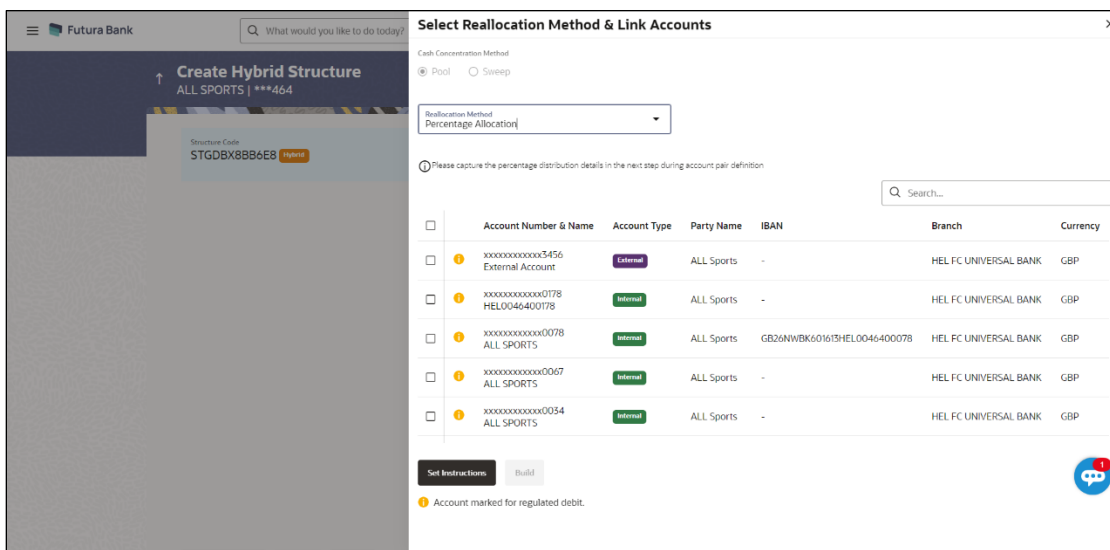 Futura Bank
What would you like to do today?
Create Hybrid Structure
ALL SPORTS | ***464
Structure Code
STGDBX8BB6E8 Hybrid
Select Reallocation Method & Link Accounts
Cash Concentration Method
Pool Sweep
Reallocation Method
Percentage Allocation
Please capture the percentage distribution details in the next step during account pair definition
Search...
Account Number & Name Account Type Party Name IBAN Branch Currency
xxxxxxxxxxxx3456
External Account External ALL Sports - HEL FC UNIVERSAL BANK GBP
xxxxxxxxxxxx0178
HEL0046400178 Internal ALL Sports - HEL FC UNIVERSAL BANK GBP
xxxxxxxxxxxx0078
ALL SPORTS Internal ALL Sports GB26NWBK601613HEL0046400078 HEL FC UNIVERSAL BANK GBP
xxxxxxxxxxxx0067
ALL SPORTS Internal ALL Sports - HEL FC UNIVERSAL BANK GBP
xxxxxxxxxxxx0034
ALL SPORTS Internal ALL Sports - HEL FC UNIVERSAL BANK GBP
Set Instructions Build
1
Account marked for regulated debit.